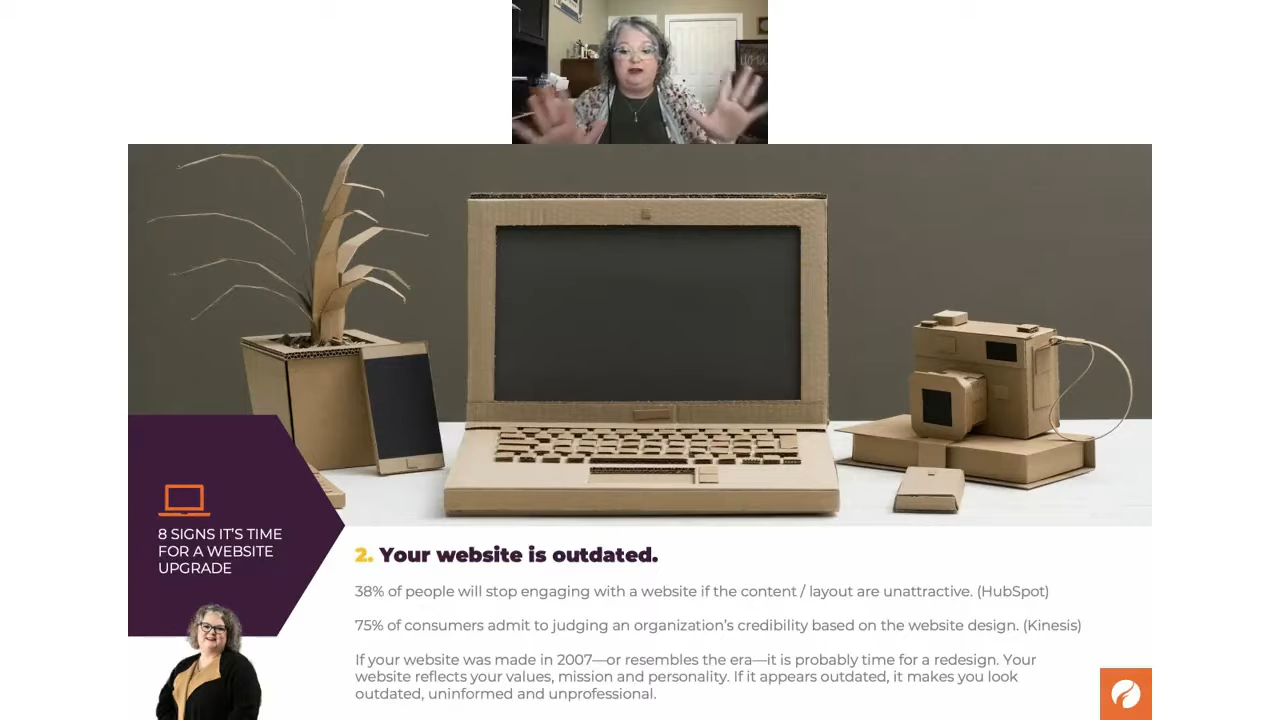 8 SIGNS IT'S TIME
FOR A WEBSITE
UPGRADE
2. Your website is outdated.
38% of people will stop engaging with a website if the content / layout are unattractive. (HubSpot)
75% of consumers admit to judging an organization's credibility based on the website design. (Kinesis)
If your website was made in 2007—or resembles the era—it is probably time for a redesign. Your
website reflects your values, mission and personality. If it appears outdated, it makes you look
outdated, uninformed and unprofessional.